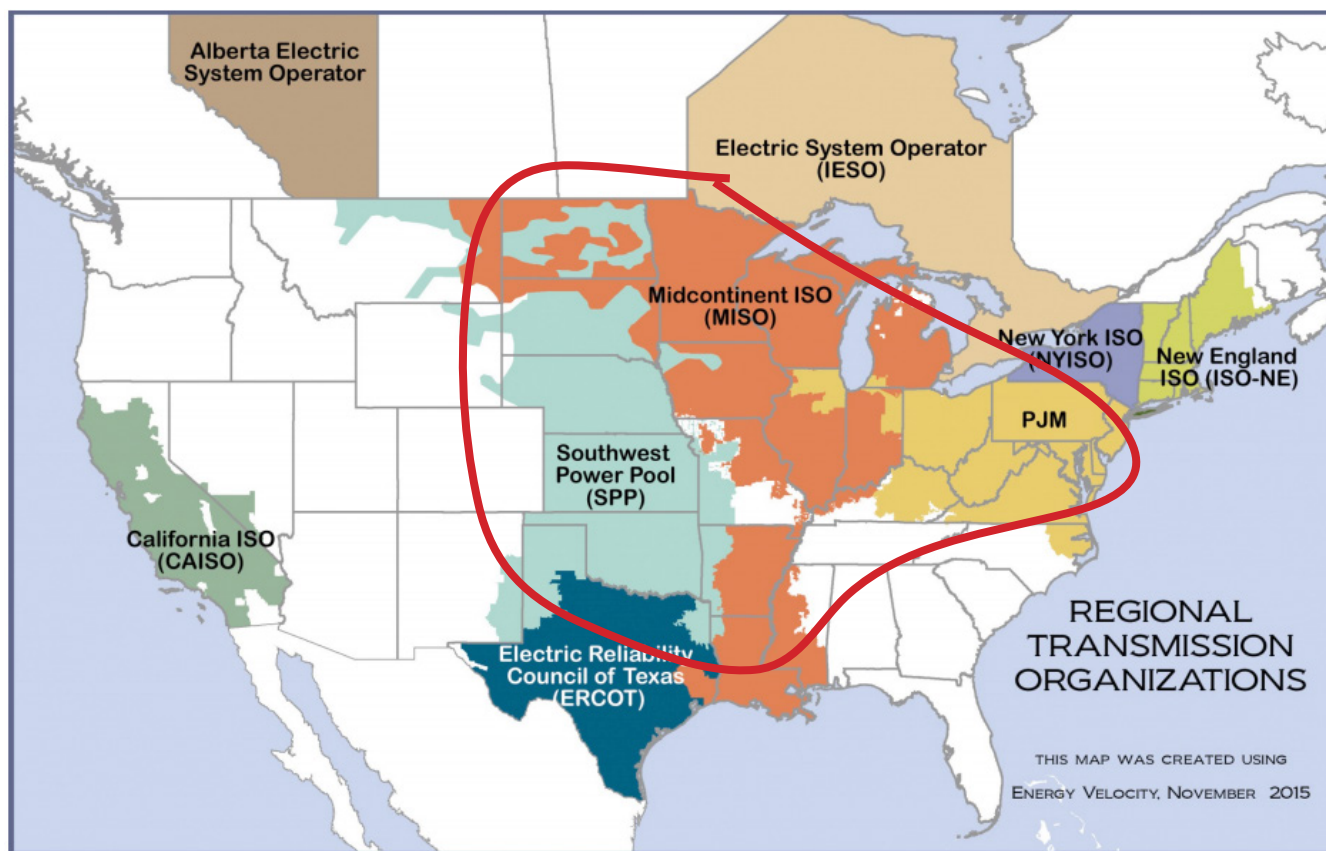 Alberta Electric
System Operator
Electric System Operator
(IESO)
Midcontinent ISO
(MISO)
New York ISO
(NYISO)
New England
ISO (ISO-NE)
PJM
Southwest
Power Pool
(SPP)
California ISO
(CAISO)
Electric Reliability
Council of Texas
(ERCOT)
REGIONAL
TRANSMISSION
ORGANIZATIONS
THIS MAP WAS CREATED USING
ENERGY VELOCITY, NOVEMBER 2015